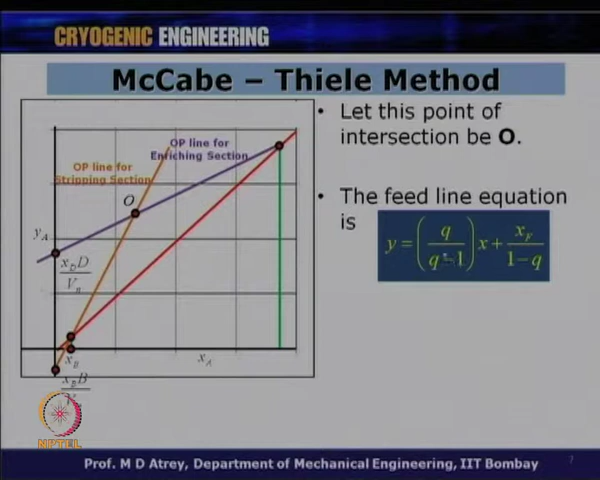 CRYOGENIC ENGINEERING
McCabe – Thiele Method
OP line for
Enriching Section
OP line for
Stripping Section
O
y_A
x_D D
V_n
x_B
x_A
x_B B
• Let this point of
intersection be O.
• The feed line equation
is
y = (q / (q − 1)) x + x_F / (1 − q)
NPTEL
Prof. M D Atrey, Department of Mechanical Engineering, IIT Bombay
7